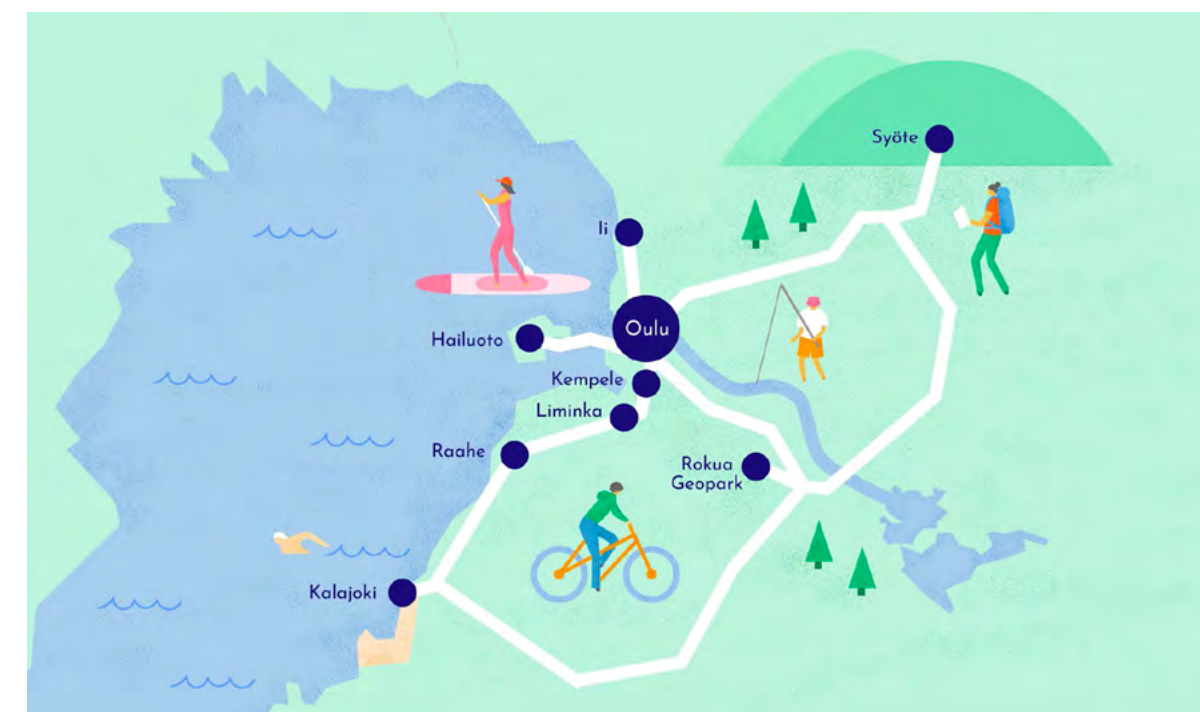 Syöte
Ii
Oulu
Hailuoto
Kempele
Liminka
Raahe
Rokua
Geopark
Kalajoki